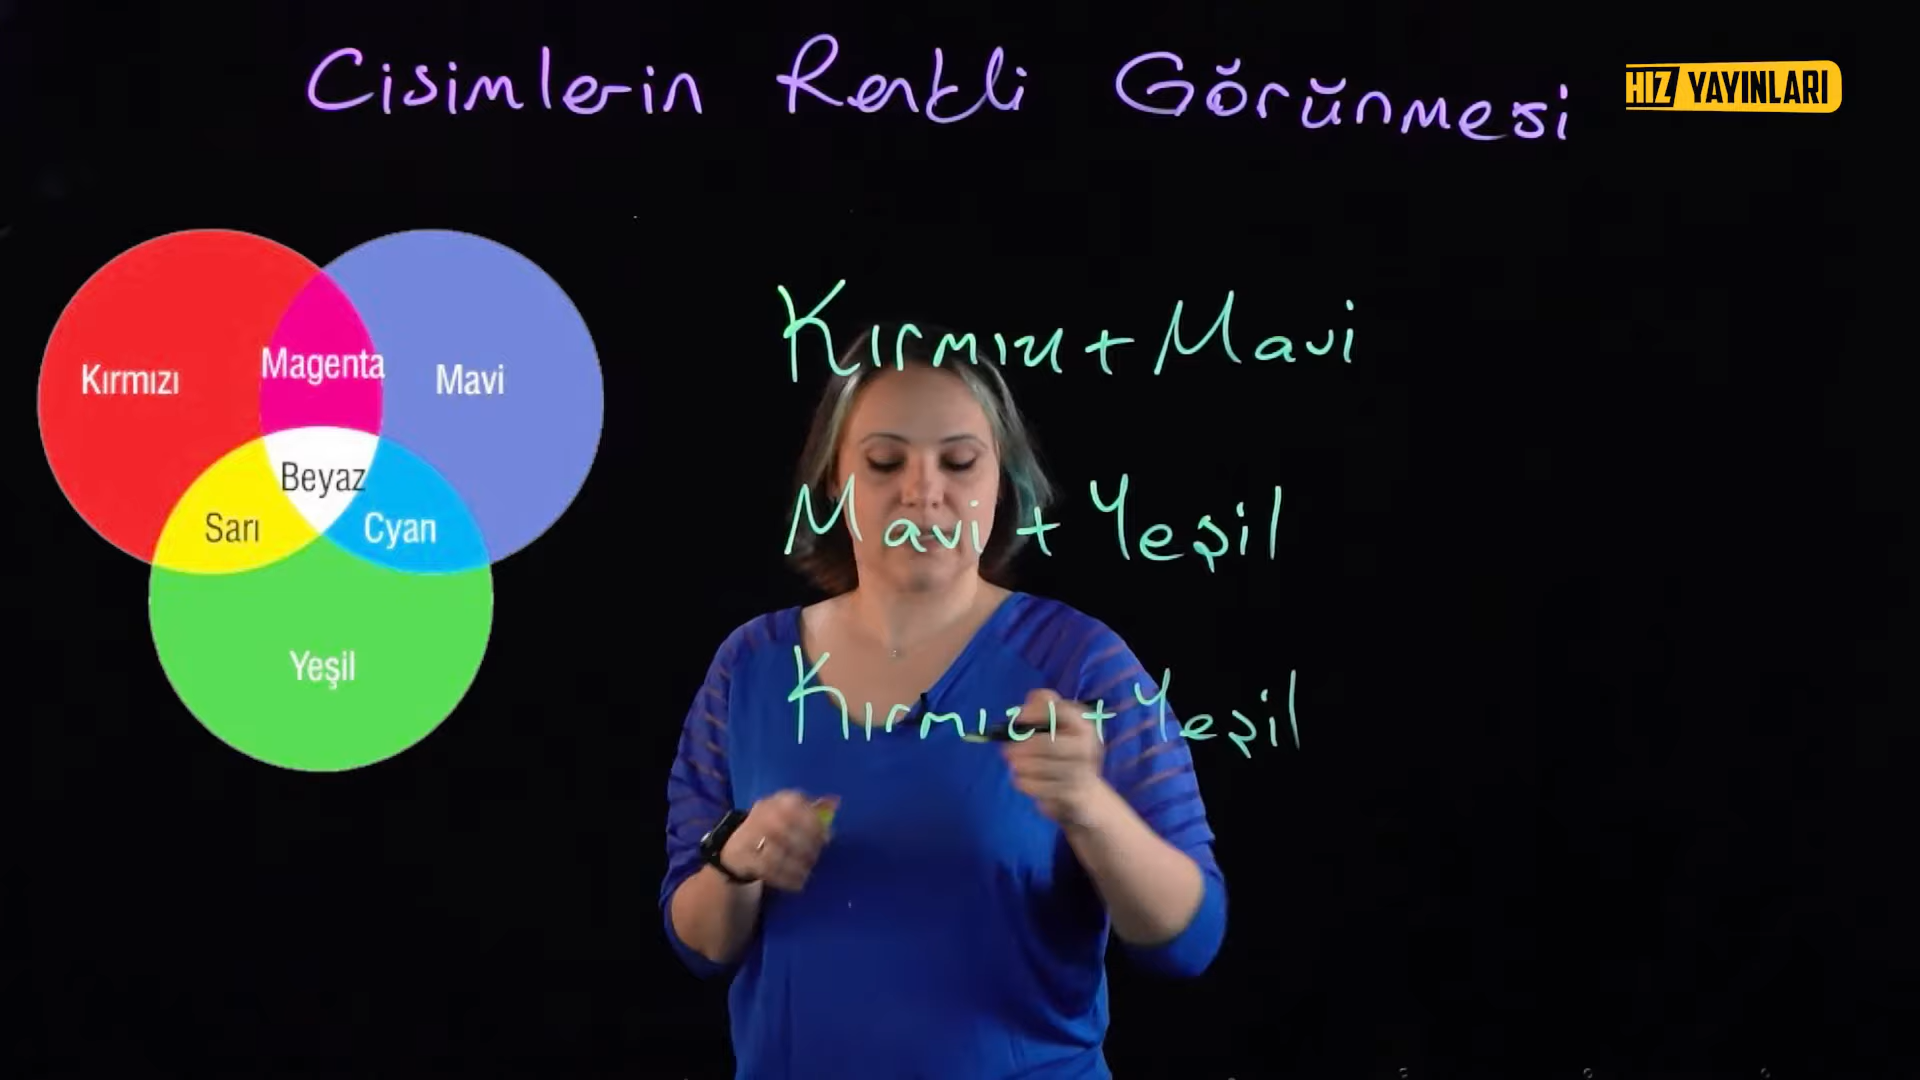 Cisimlerin Renkli Görünmesi
HIZ YAYINLARI
Kırmızı
Magenta
Mavi
Beyaz
Sarı
Cyan
Yeşil
Kırmızı + Mavi
Mavi + Yeşil
Kırmızı + Yeşil